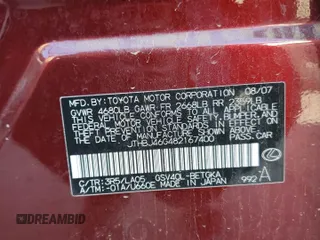 MFD. BY: TOYOTA MOTOR CORPORATION 08/07
GVWR 4680LB GAWR FR 2668LB RR 2359LB
THIS VEHICLE CONFORMS TO ALL APPLICABLE
FEDERAL MOTOR VEHICLE SAFETY, BUMPER, AND
THEFT PREVENTION STANDARDS IN EFFECT ON
THE DATE OF MANUFACTURE SHOWN ABOVE.
JTHBJ46G482167400 PASS. CAR
C/TR: 3R5/LA05 GSV40L-BETGKA
A/TM: -01A/U660E MADE IN JAPAN 992 A